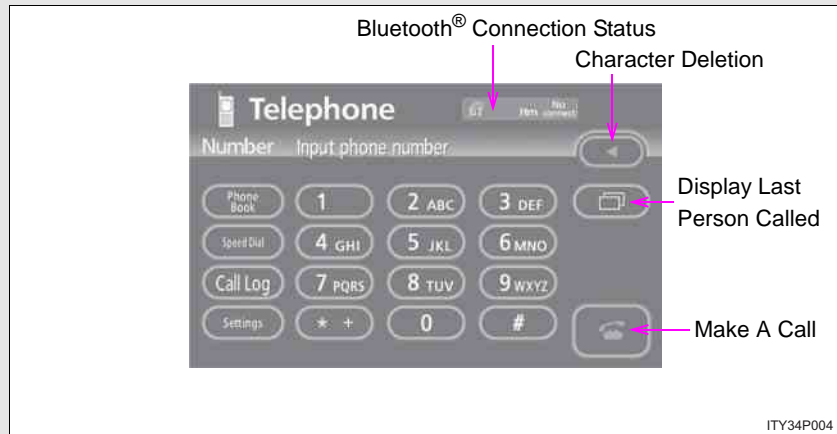 Bluetooth® Connection Status
Character Deletion
Telephone BT Rm No connect
Number Input phone number
Phone Book 1 2 ABC 3 DEF
Display Last Person Called
Speed Dial 4 GHI 5 JKL 6 MNO
Call Log 7 PQRS 8 TUV 9 WXYZ
Settings * + 0 #
Make A Call
ITY34P004